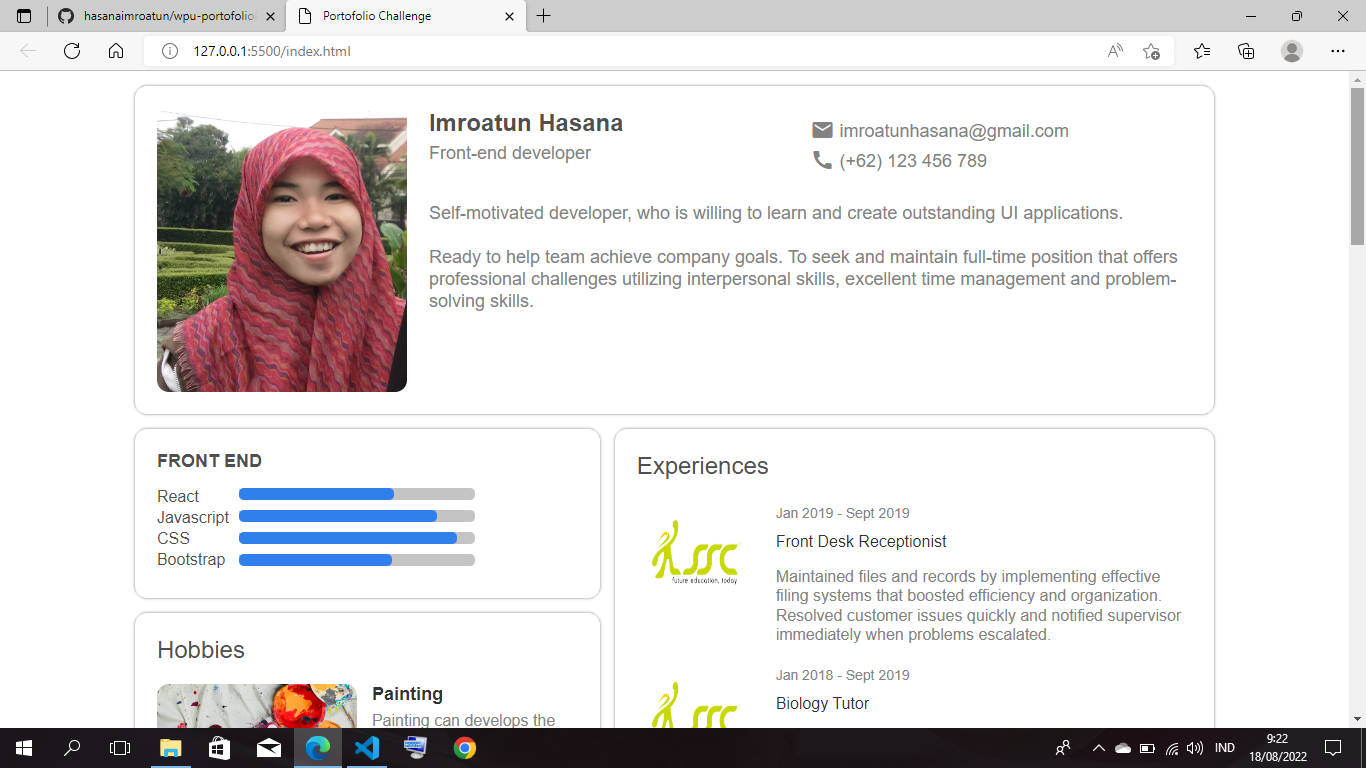 hasanaimroatun/wpu-portofolio
Portofolio Challenge
127.0.0.1:5500/index.html
Imroatun Hasana
Front-end developer
imroatunhasana@gmail.com
(+62) 123 456 789
Self-motivated developer, who is willing to learn and create outstanding UI applications.
Ready to help team achieve company goals. To seek and maintain full-time position that offers
professional challenges utilizing interpersonal skills, excellent time management and problem-
solving skills.
FRONT END
React
Javascript
CSS
Bootstrap
Hobbies
Painting
Painting can develops the
Experiences
ssc
future education, today
Jan 2019 - Sept 2019
Front Desk Receptionist
Maintained files and records by implementing effective
filing systems that boosted efficiency and organization.
Resolved customer issues quickly and notified supervisor
immediately when problems escalated.
ssc
Jan 2018 - Sept 2019
Biology Tutor
IND
9:22
18/08/2022